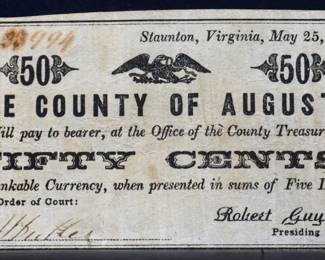 Staunton, Virginia, May 25,
50 50
E COUNTY OF AUGUST
ill pay to bearer, at the Office of the County Treasur
FIFTY CENTS
nkable Currency, when presented in sums of Five
Order of Court: Robert Guy
Presiding